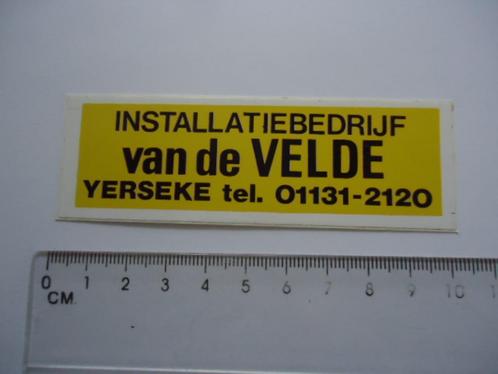 INSTALLATIEBEDRIJF
van de VELDE
YERSEKE tel. 01131-2120
0 1 2 3 4 5 6 7 8 9 10
CM